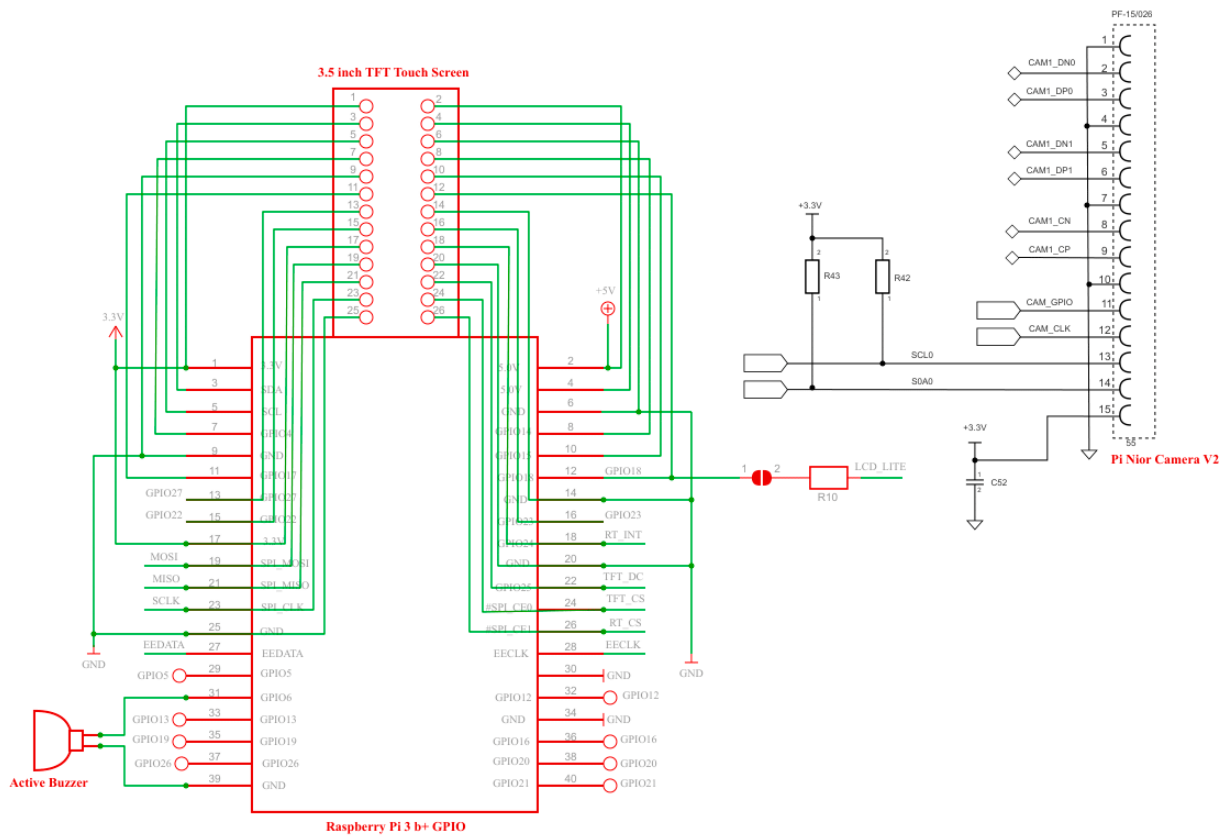 PF-15/026
3.5 inch TFT Touch Screen
1 2
3 4
5 6
7 8
9 10
11 12
13 14
15 16
17 18
19 20
21 22
23 24
25 26
1
CAM1_DN0 2
CAM1_DP0 3
4
CAM1_DN1 5
CAM1_DP1 6
7
CAM1_CN 8
CAM1_CP 9
10
CAM_GPIO 11
CAM_CLK 12
SCL0 13
S0A0 14
15
55
Pi Nior Camera V2
+3.3V
2 2
R43 R42
1 1
+3.3V
1
C52
2
3.3V
+5V
1 3.3V 5.0V 2
3 SDA 5.0V 4
5 SCL GND 6
7 GPIO4 GPIO14 8
9 GND GPIO15 10
11 GPIO17 GPIO18 12 GPIO18 1 2 R10 LCD_LITE
GPIO27 13 GPIO27 GND 14
GPIO22 15 GPIO22 GPIO23 16 GPIO23
17 3.3V GPIO24 18 RT_INT
MOSI 19 SPI_MOSI GND 20
MISO 21 SPI_MISO GPIO25 22 TFT_DC
SCLK 23 SPI_CLK #SPI_CE0 24 TFT_CS
25 GND #SPI_CE1 26 RT_CS
EEDATA 27 EEDATA EECLK 28 EECLK
GND GND
GPIO5 29 GPIO5 30 GND
31 GPIO6 GPIO12 32 GPIO12
GPIO13 33 GPIO13 GND 34 GND
GPIO19 35 GPIO19 GPIO16 36 GPIO16
GPIO26 37 GPIO26 GPIO20 38 GPIO20
39 GND GPIO21 40 GPIO21
Active Buzzer
Raspberry Pi 3 b+ GPIO